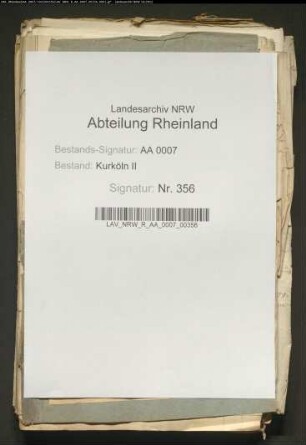 Landesarchiv NRW
Abteilung Rheinland
Bestands-Signatur: AA 0007
Bestand: Kurköln II
Signatur: Nr. 356
LAV_NRW_R_AA_0007_00356